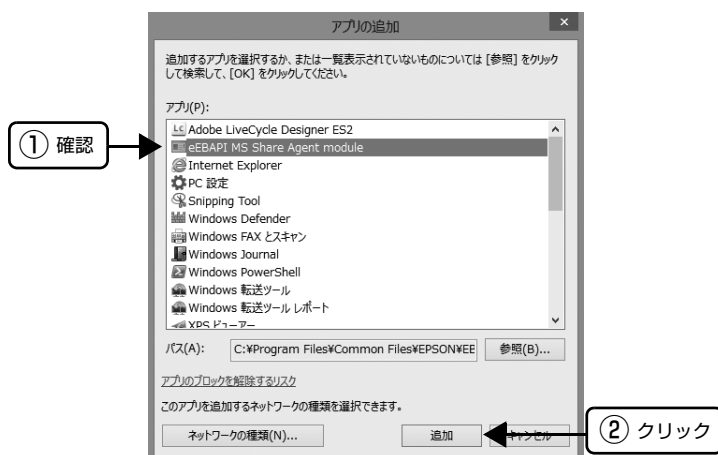 アプリの追加
×
追加するアプリを選択するか、または一覧表示されていないものについては [参照] をクリック
して検索して、[OK] をクリックしてください。
アプリ(P):
Adobe LiveCycle Designer ES2
① 確認
eEBAPI MS Share Agent module
Internet Explorer
PC 設定
Snipping Tool
Windows Defender
Windows FAX とスキャン
Windows Journal
Windows PowerShell
Windows 転送ツール
Windows 転送ツール レポート
XPS ビューアー
パス(A): C:¥Program Files¥Common Files¥EPSON¥EE 参照(B)...
アプリのブロックを解除するリスク
このアプリを追加するネットワークの種類を選択できます。
ネットワークの種類(N)... 追加 キャンセル
② クリック